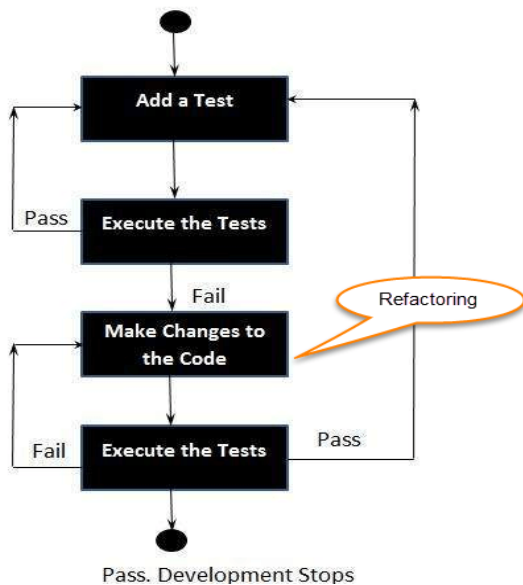 Add a Test
Pass
Execute the Tests
Fail
Refactoring
Make Changes to
the Code
Fail
Execute the Tests
Pass
Pass. Development Stops